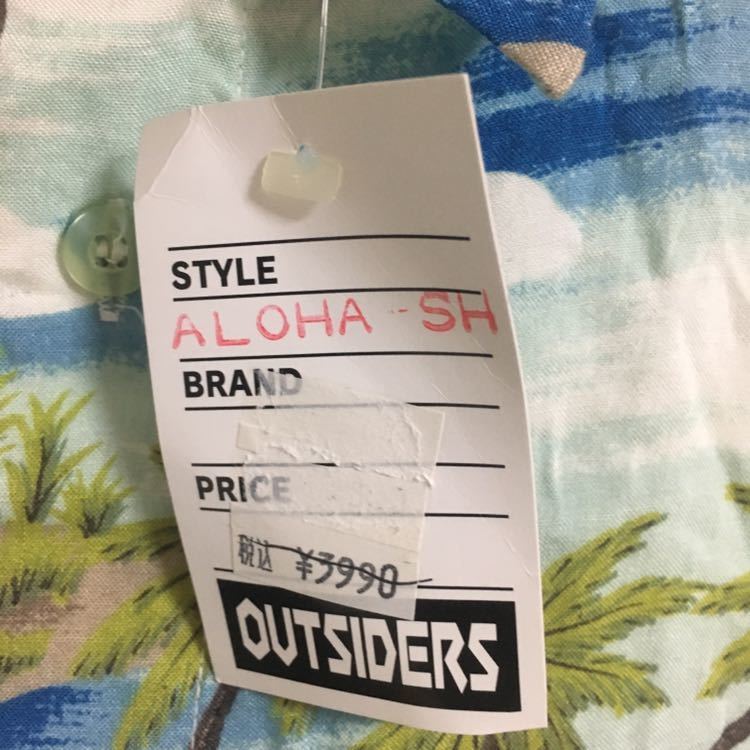 STYLE
ALOHA-SH
BRAND
PRICE
税込 ¥3990
OUTSIDERS